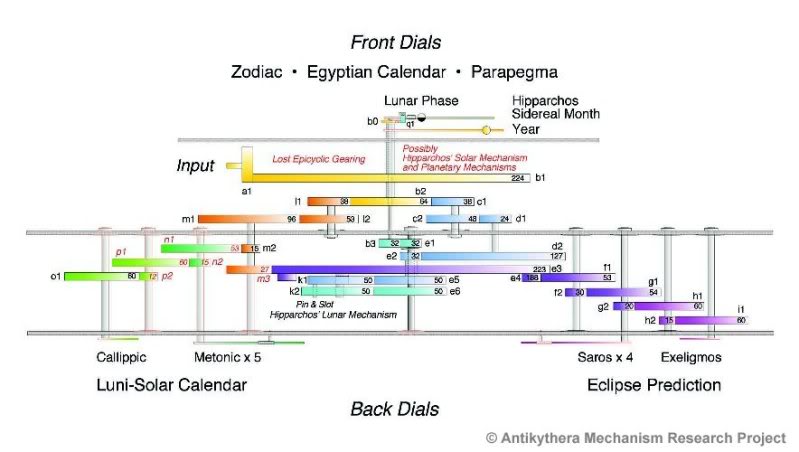 Front Dials
Zodiac • Egyptian Calendar • Parapegma
Lunar Phase Hipparchos
Sidereal Month
b0 q1 Year
Input Lost Epicyclic Gearing Possibly
Hipparchos' Solar Mechanism
and Planetary Mechanisms
224 b1
a1 b2
l1 38 64 38 c1
m1 96 53 l2 c2 48 24 d1
n1 53 15 m2 b3 32 32 e1
p1 60 15 n2 e2 32 127 d2
o1 60 12 p2 27 m3 223 e3 f1
k1 50 50 e5 e4 188 53
k2 50 50 e6 f2 30 54 g1
Pin & Slot
Hipparchos' Lunar Mechanism
g2 20 60 h1
h2 15 60 i1
Callippic Metonic x 5 Saros x 4 Exeligmos
Luni-Solar Calendar Eclipse Prediction
Back Dials
© Antikythera Mechanism Research Project